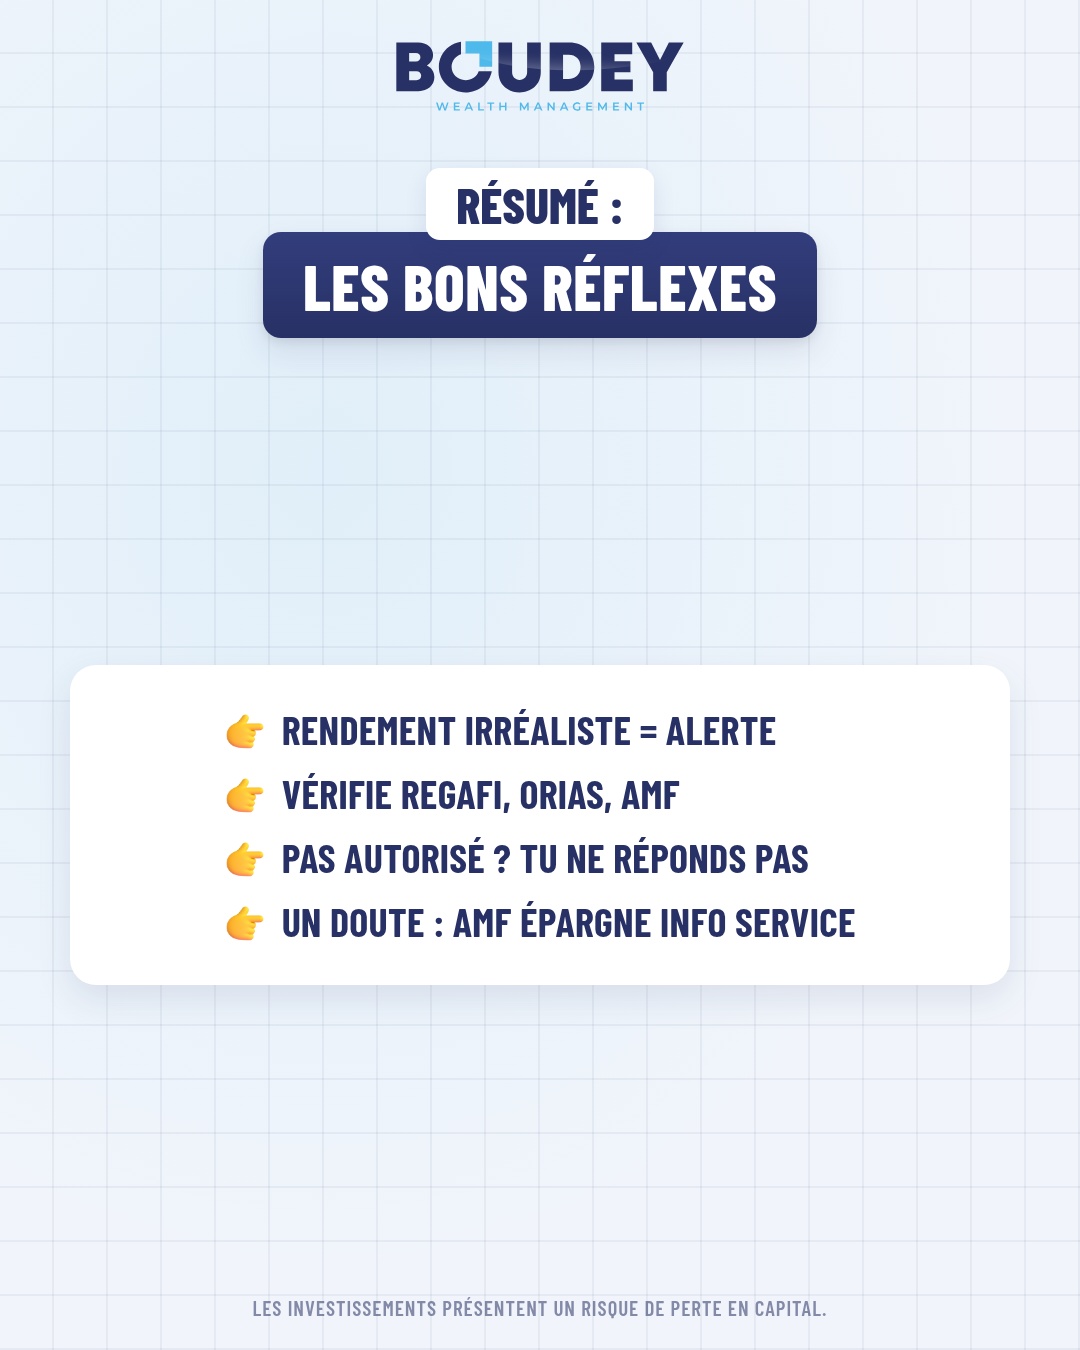 BOUDEY
WEALTH MANAGEMENT
RÉSUMÉ :
LES BONS RÉFLEXES
👉 RENDEMENT IRRÉALISTE = ALERTE
👉 VÉRIFIE REGAFI, ORIAS, AMF
👉 PAS AUTORISÉ ? TU NE RÉPONDS PAS
👉 UN DOUTE : AMF ÉPARGNE INFO SERVICE
LES INVESTISSEMENTS PRÉSENTENT UN RISQUE DE PERTE EN CAPITAL.